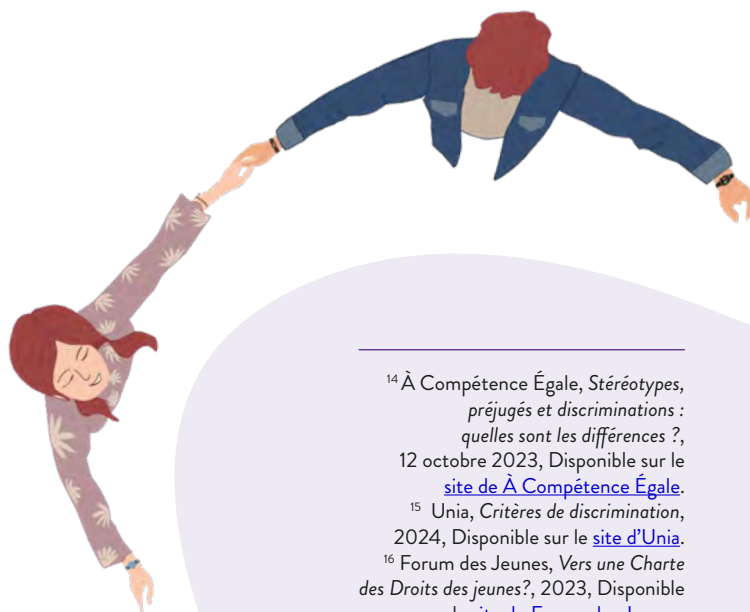 ¹⁴ À Compétence Égale, Stéréotypes,
préjugés et discriminations :
quelles sont les différences ?,
12 octobre 2023, Disponible sur le
site de À Compétence Égale.
¹⁵ Unia, Critères de discrimination,
2024, Disponible sur le site d’Unia.
¹⁶ Forum des Jeunes, Vers une Charte
des Droits des jeunes?, 2023, Disponible